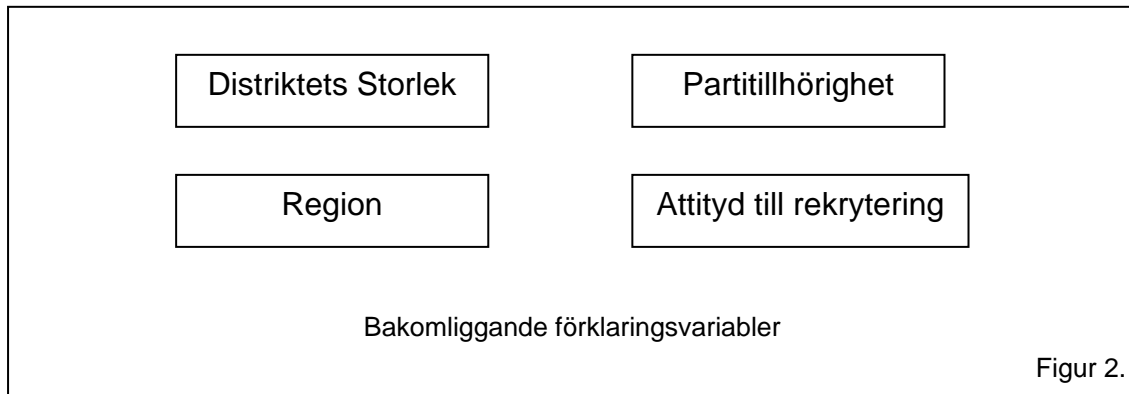 Distriktets Storlek
Partitillhörighet
Region
Attityd till rekrytering
Bakomliggande förklaringsvariabler
Figur 2.